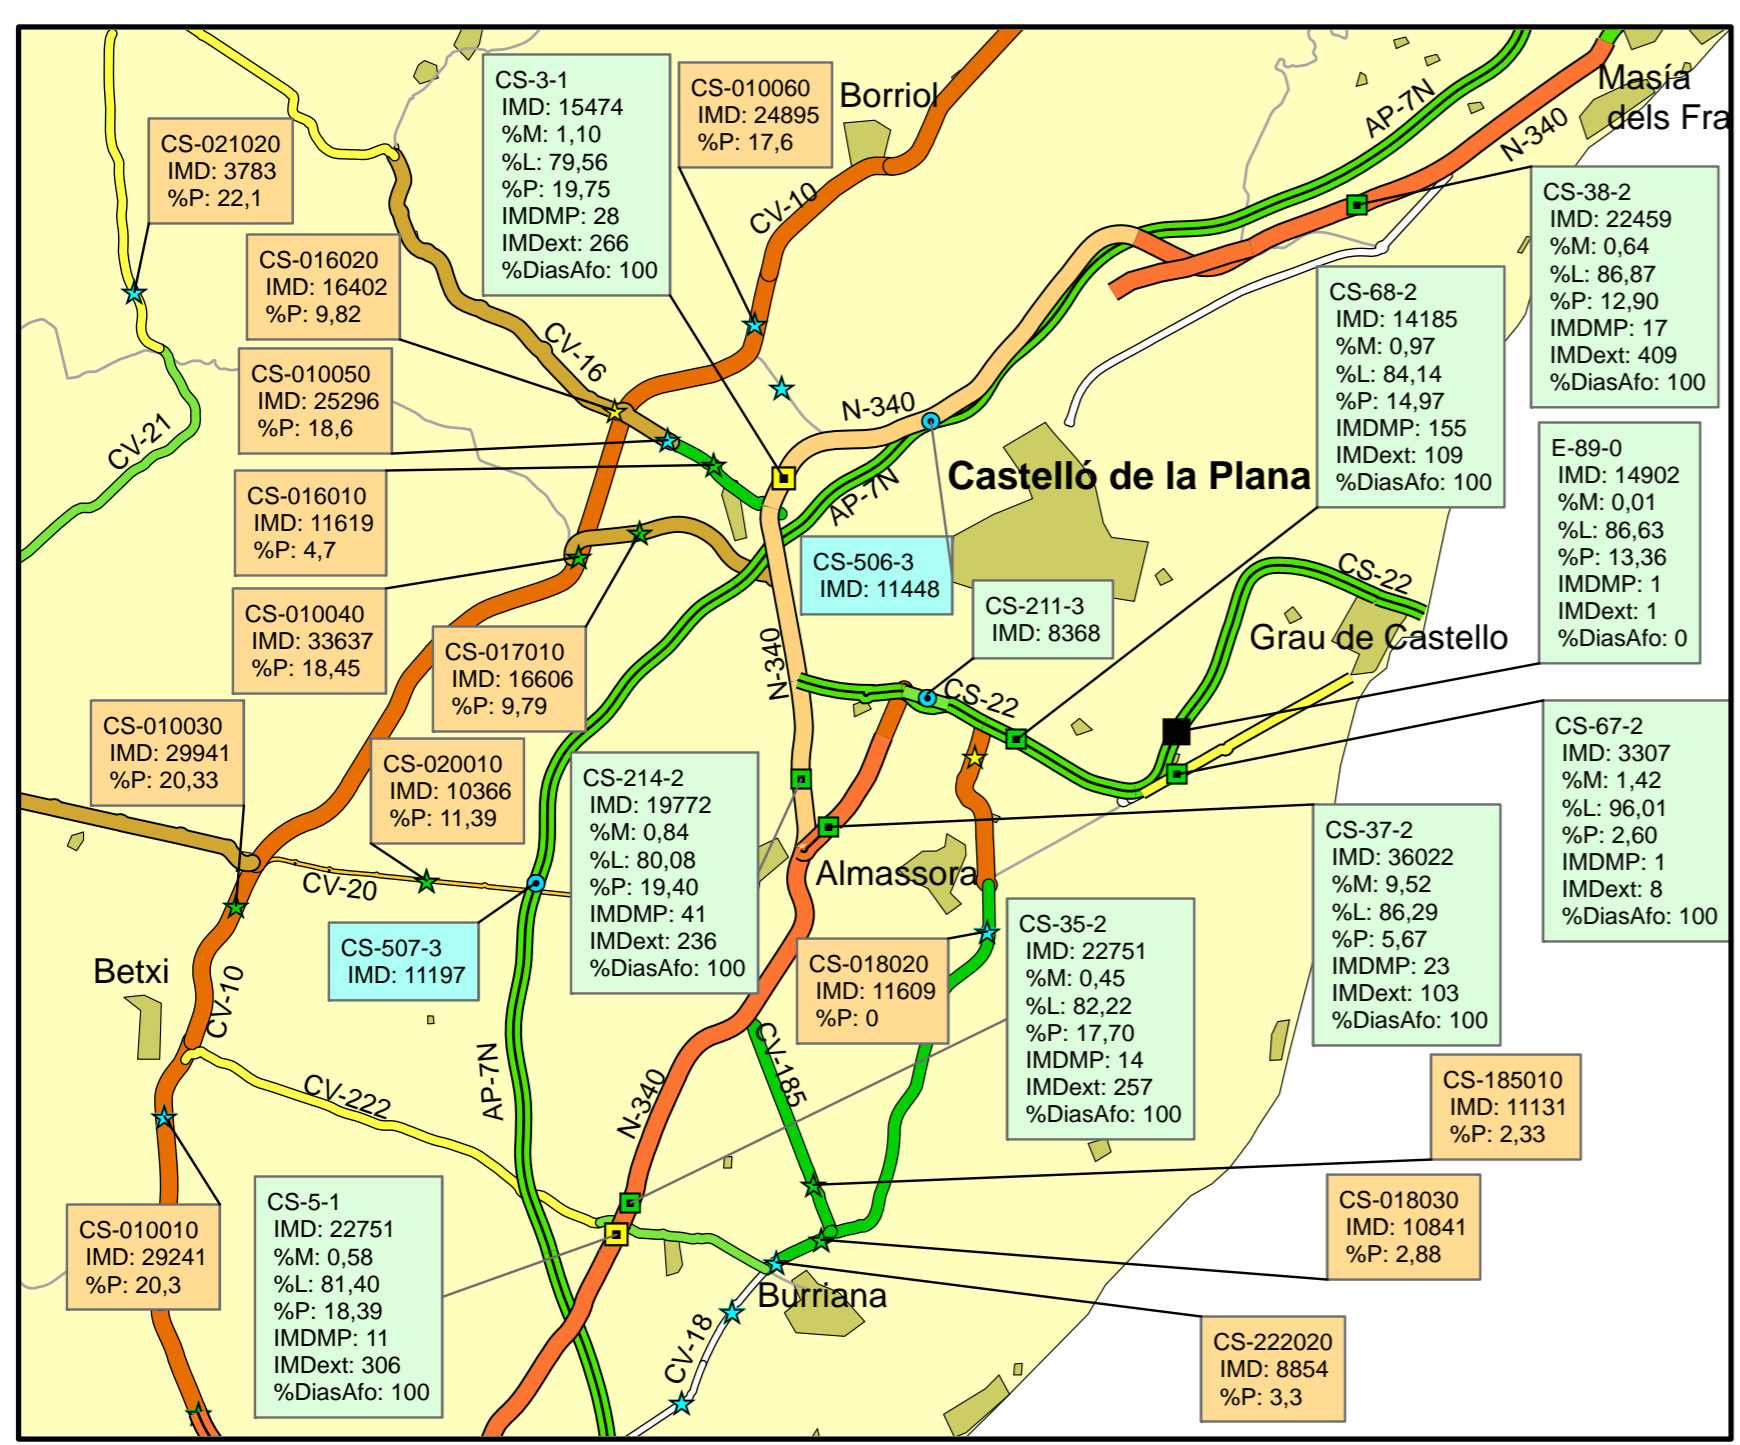 CS-3-1
IMD: 15474
%M: 1,10
%L: 79,56
%P: 19,75
IMDMP: 28
IMDext: 266
%DiasAfo: 100
CS-010060
IMD: 24895
%P: 17,6
Borriol
Masía
dels Fra
AP-7N
N-340
CS-021020
IMD: 3783
%P: 22,1
CV-10
CS-38-2
IMD: 22459
%M: 0,64
%L: 86,87
%P: 12,90
IMDMP: 17
IMDext: 409
%DiasAfo: 100
CS-016020
IMD: 16402
%P: 9,82
CV-16
CS-68-2
IMD: 14185
%M: 0,97
%L: 84,14
%P: 14,97
IMDMP: 155
IMDext: 109
%DiasAfo: 100
CS-010050
IMD: 25296
%P: 18,6
N-340
CV-21
Castelló de la Plana
AP-7N
E-89-0
IMD: 14902
%M: 0,01
%L: 86,63
%P: 13,36
IMDMP: 1
IMDext: 1
%DiasAfo: 0
CS-016010
IMD: 11619
%P: 4,7
CS-506-3
IMD: 11448
CS-22
CS-211-3
IMD: 8368
CS-010040
IMD: 33637
%P: 18,45
CS-017010
IMD: 16606
%P: 9,79
N-340
Grau de Castello
CS-22
CS-010030
IMD: 29941
%P: 20,33
CS-020010
IMD: 10366
%P: 11,39
CS-67-2
IMD: 3307
%M: 1,42
%L: 96,01
%P: 2,60
IMDMP: 1
IMDext: 8
%DiasAfo: 100
CS-214-2
IMD: 19772
%M: 0,84
%L: 80,08
%P: 19,40
IMDMP: 41
IMDext: 236
%DiasAfo: 100
CS-37-2
IMD: 36022
%M: 9,52
%L: 86,29
%P: 5,67
IMDMP: 23
IMDext: 103
%DiasAfo: 100
Almassora
CV-20
CS-507-3
IMD: 11197
CS-35-2
IMD: 22751
%M: 0,45
%L: 82,22
%P: 17,70
IMDMP: 14
IMDext: 257
%DiasAfo: 100
CS-018020
IMD: 11609
%P: 0
Betxi
CV-10
CV-185
AP-7N
N-340
CV-222
CS-185010
IMD: 11131
%P: 2,33
CS-5-1
IMD: 22751
%M: 0,58
%L: 81,40
%P: 18,39
IMDMP: 11
IMDext: 306
%DiasAfo: 100
CS-010010
IMD: 29241
%P: 20,3
CS-018030
IMD: 10841
%P: 2,88
Burriana
CV-18
CS-222020
IMD: 8854
%P: 3,3